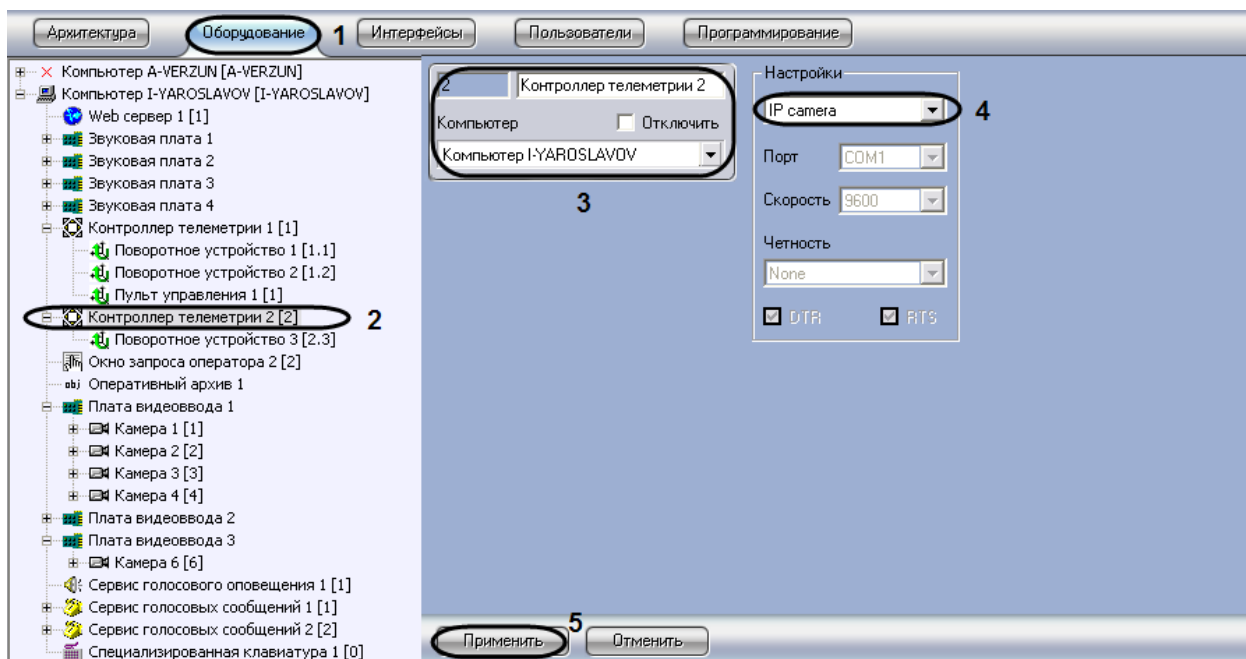 Архитектура Оборудование 1 Интерфейсы Пользователи Программирование
Компьютер A-VERZUN [A-VERZUN]
Компьютер I-YAROSLAVOV [I-YAROSLAVOV]
Web сервер 1 [1]
Звуковая плата 1
Звуковая плата 2
Звуковая плата 3
Звуковая плата 4
Контроллер телеметрии 1 [1]
Поворотное устройство 1 [1.1]
Поворотное устройство 2 [1.2]
Пульт управления 1 [1]
Контроллер телеметрии 2 [2] 2
Поворотное устройство 3 [2.3]
Окно запроса оператора 2 [2]
obj Оперативный архив 1
Плата видеоввода 1
Камера 1 [1]
Камера 2 [2]
Камера 3 [3]
Камера 4 [4]
Плата видеоввода 2
Плата видеоввода 3
Камера 6 [6]
Сервис голосового оповещения 1 [1]
Сервис голосовых сообщений 1 [1]
Сервис голосовых сообщений 2 [2]
Специализированная клавиатура 1 [0]
2 Контроллер телеметрии 2
Компьютер Отключить
Компьютер I-YAROSLAVOV
3
Настройки
IP camera 4
Порт COM1
Скорость 9600
Четность
None
DTR RTS
Применить 5 Отменить